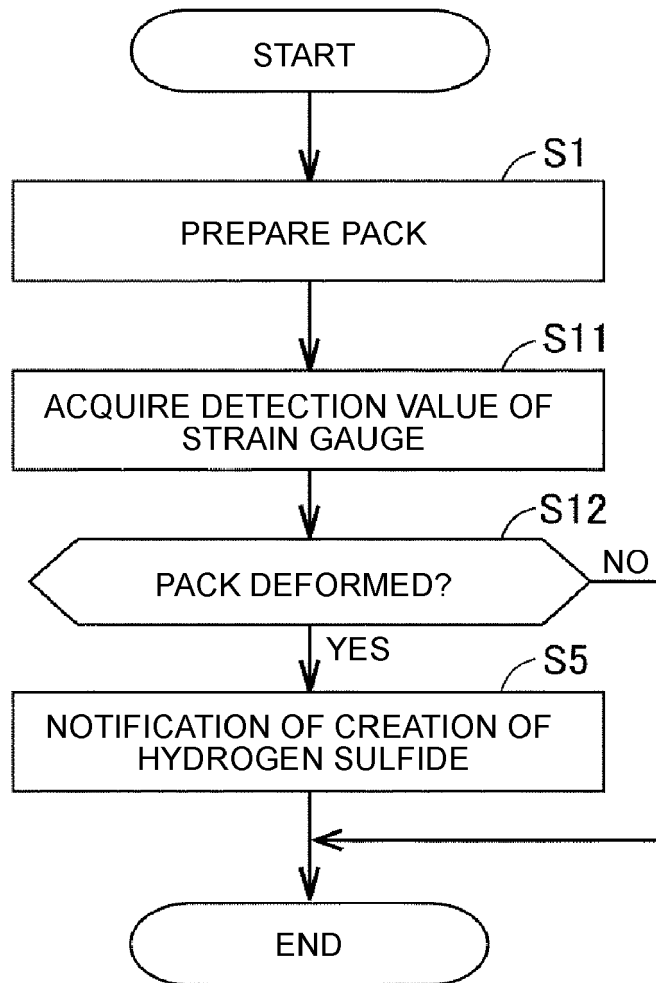 START
S1
PREPARE PACK
S11
ACQUIRE DETECTION VALUE OF
STRAIN GAUGE
S12
PACK DEFORMED?
NO
YES
S5
NOTIFICATION OF CREATION OF
HYDROGEN SULFIDE
END